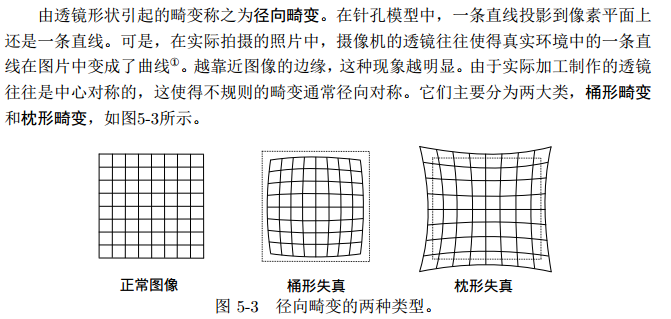 由透镜形状引起的畸变称之为径向畸变。在针孔模型中，一条直线投影到像素平面上
还是一条直线。可是，在实际拍摄的照片中，摄像机的透镜往往使得真实环境中的一条直
线在图片中变成了曲线①。越靠近图像的边缘，这种现象越明显。由于实际加工制作的透镜
往往是中心对称的，这使得不规则的畸变通常径向对称。它们主要分为两大类，桶形畸变
和枕形畸变，如图5-3所示。
正常图像 桶形失真 枕形失真
图 5-3 径向畸变的两种类型。